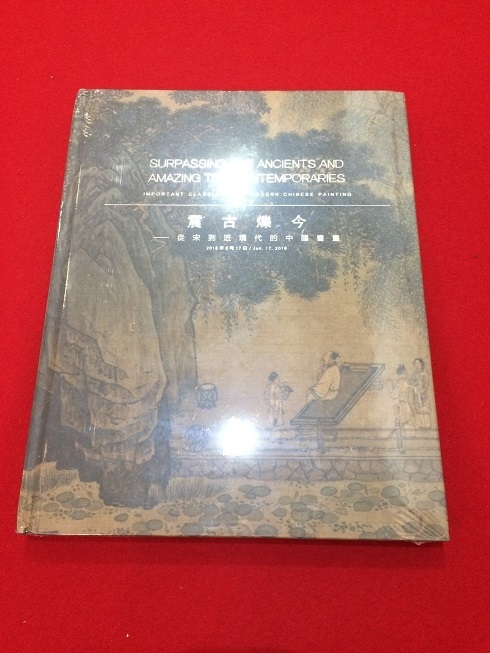 SURPASSING ANCIENTS AND
AMAZING TEMPORARIES
IMPORTANT CHINESE PAINTING
震古爍今
──從宋到近現代的中國書畫